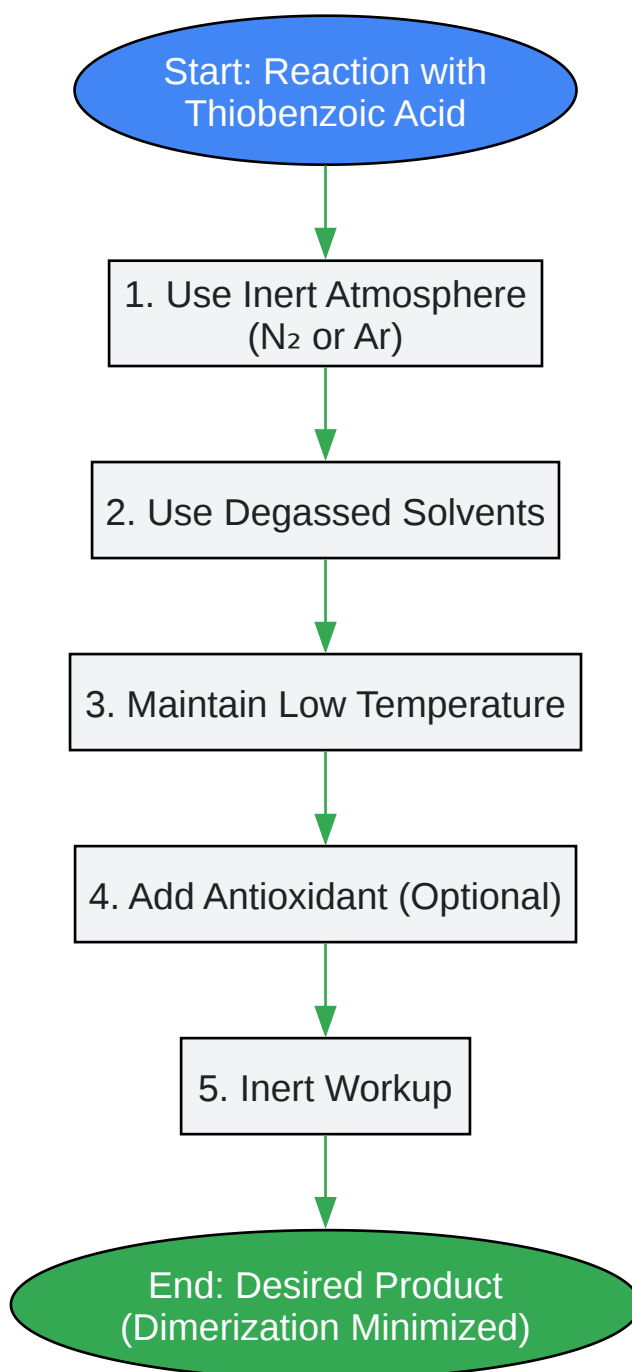 Start: Reaction with
Thiobenzoic Acid
1. Use Inert Atmosphere
(N₂ or Ar)
2. Use Degassed Solvents
3. Maintain Low Temperature
4. Add Antioxidant (Optional)
5. Inert Workup
End: Desired Product
(Dimerization Minimized)